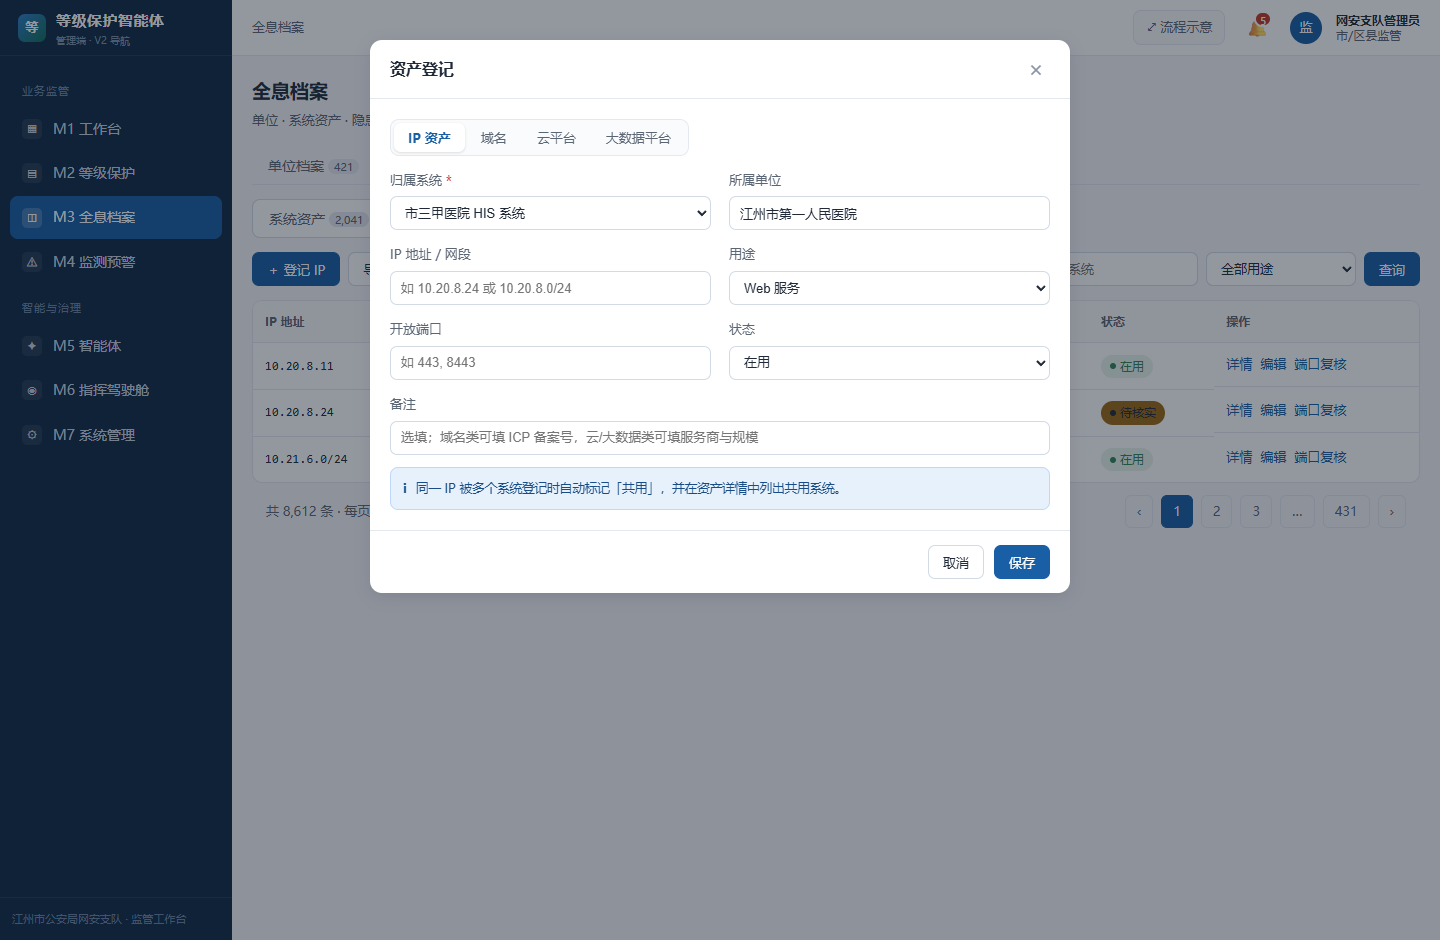 等
等级保护智能体
管理端 · V2 导航
业务监管
M1 工作台
M2 等级保护
M3 全息档案
M4 监测预警
智能与治理
M5 智能体
M6 指挥驾驶舱
M7 系统管理
江州市公安局网安支队 · 监管工作台
全息档案
流程示意
5
监
网安支队管理员
市/区县监管
全息档案
单位 · 系统资产 · 隐
单位档案 421
系统资产 2,041
+ 登记 IP
系统
全部用途
查询
IP 地址
状态
操作
10.20.8.11
在用
详情 编辑 端口复核
10.20.8.24
待核实
详情 编辑 端口复核
10.21.6.0/24
在用
详情 编辑 端口复核
共 8,612 条 · 每页
‹ 1 2 3 ... 431 ›
资产登记
×
IP 资产 域名 云平台 大数据平台
归属系统 *
所属单位
市三甲医院 HIS 系统
江州市第一人民医院
IP 地址 / 网段
用途
如 10.20.8.24 或 10.20.8.0/24
Web 服务
开放端口
状态
如 443, 8443
在用
备注
选填；域名类可填 ICP 备案号，云/大数据类可填服务商与规模
i 同一 IP 被多个系统登记时自动标记「共用」，并在资产详情中列出共用系统。
取消
保存